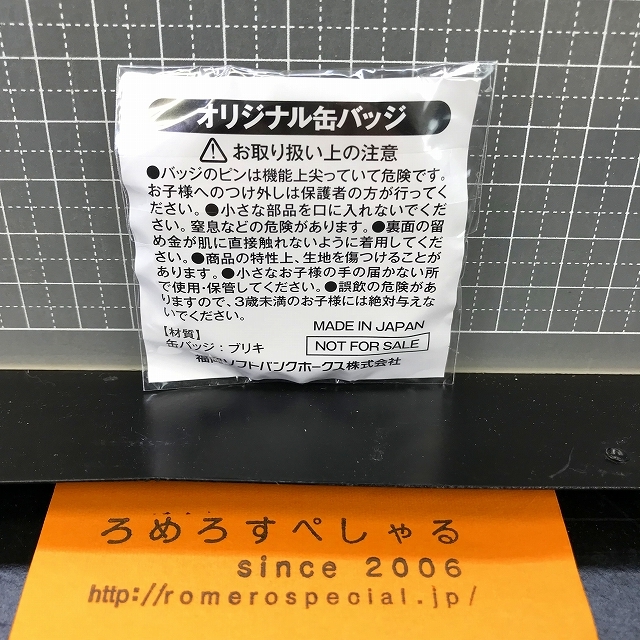 オリジナル缶バッジ
お取り扱い上の注意
●バッジのピンは機能上尖っていて危険です。
お子様へのつけ外しは保護者の方が行ってく
ださい。●小さな部品を口に入れないでくだ
さい。窒息などの危険があります。●裏面の留
め金が肌に直接触れないように着用してくだ
さい。●商品の特性上、生地を傷つけることが
あります。●小さなお子様の手の届かない所
で使用・保管してください。●誤飲の危険があ
りますので、3歳未満のお子様には絶対与えな
いでください。
【材質】
缶バッジ：ブリキ
MADE IN JAPAN
NOT FOR SALE
福岡ソフトバンクホークス株式会社
ろめろすぺしゃる
since 2006
http://romerospecial.jp/